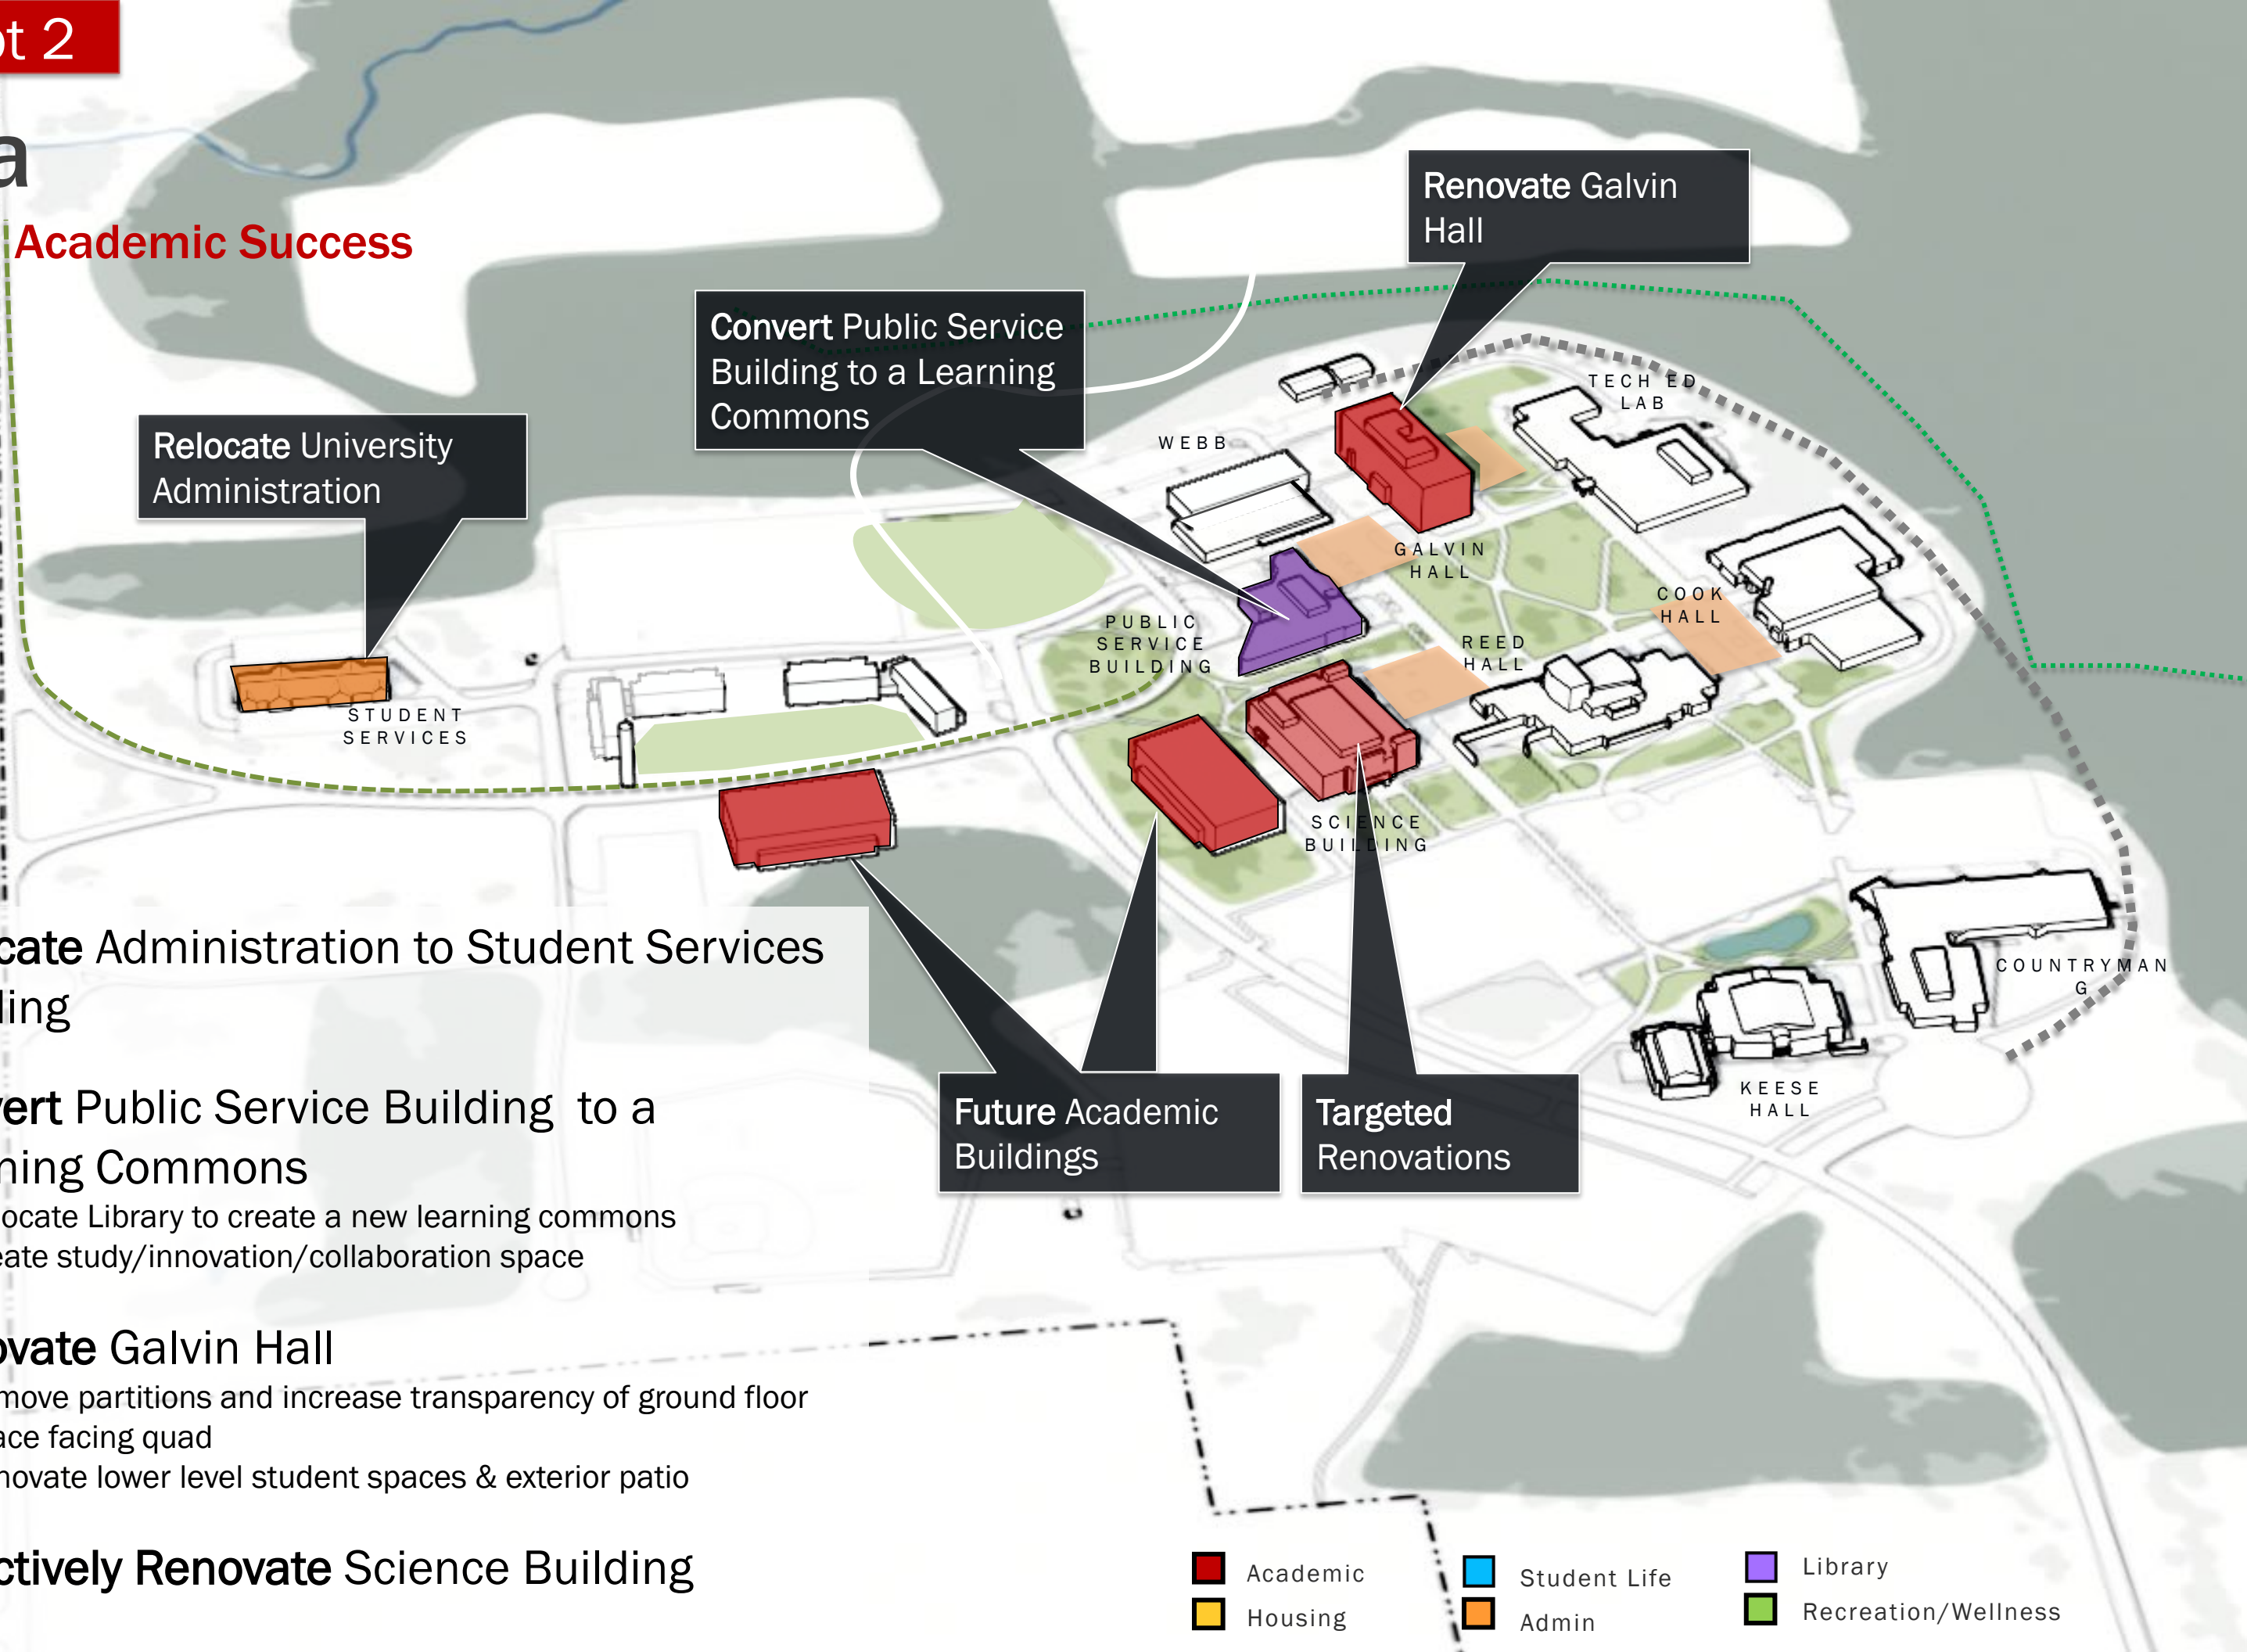 ot 2
a
Academic Success
Renovate Galvin
Hall
Convert Public Service
Building to a Learning
Commons
Relocate University
Administration
TECH ED
LAB
WEBB
GALVIN
HALL
COOK
HALL
PUBLIC
SERVICE
BUILDING
REED
HALL
STUDENT
SERVICES
SCIENCE
BUILDING
COUNTRYMAN
G
KEESE
HALL
Future Academic
Buildings
Targeted
Renovations
cate Administration to Student Services
ling
vert Public Service Building to a
ning Commons
ocate Library to create a new learning commons
eate study/innovation/collaboration space
ovate Galvin Hall
move partitions and increase transparency of ground floor
ace facing quad
novate lower level student spaces & exterior patio
ctively Renovate Science Building
Academic
Student Life
Library
Housing
Admin
Recreation/Wellness